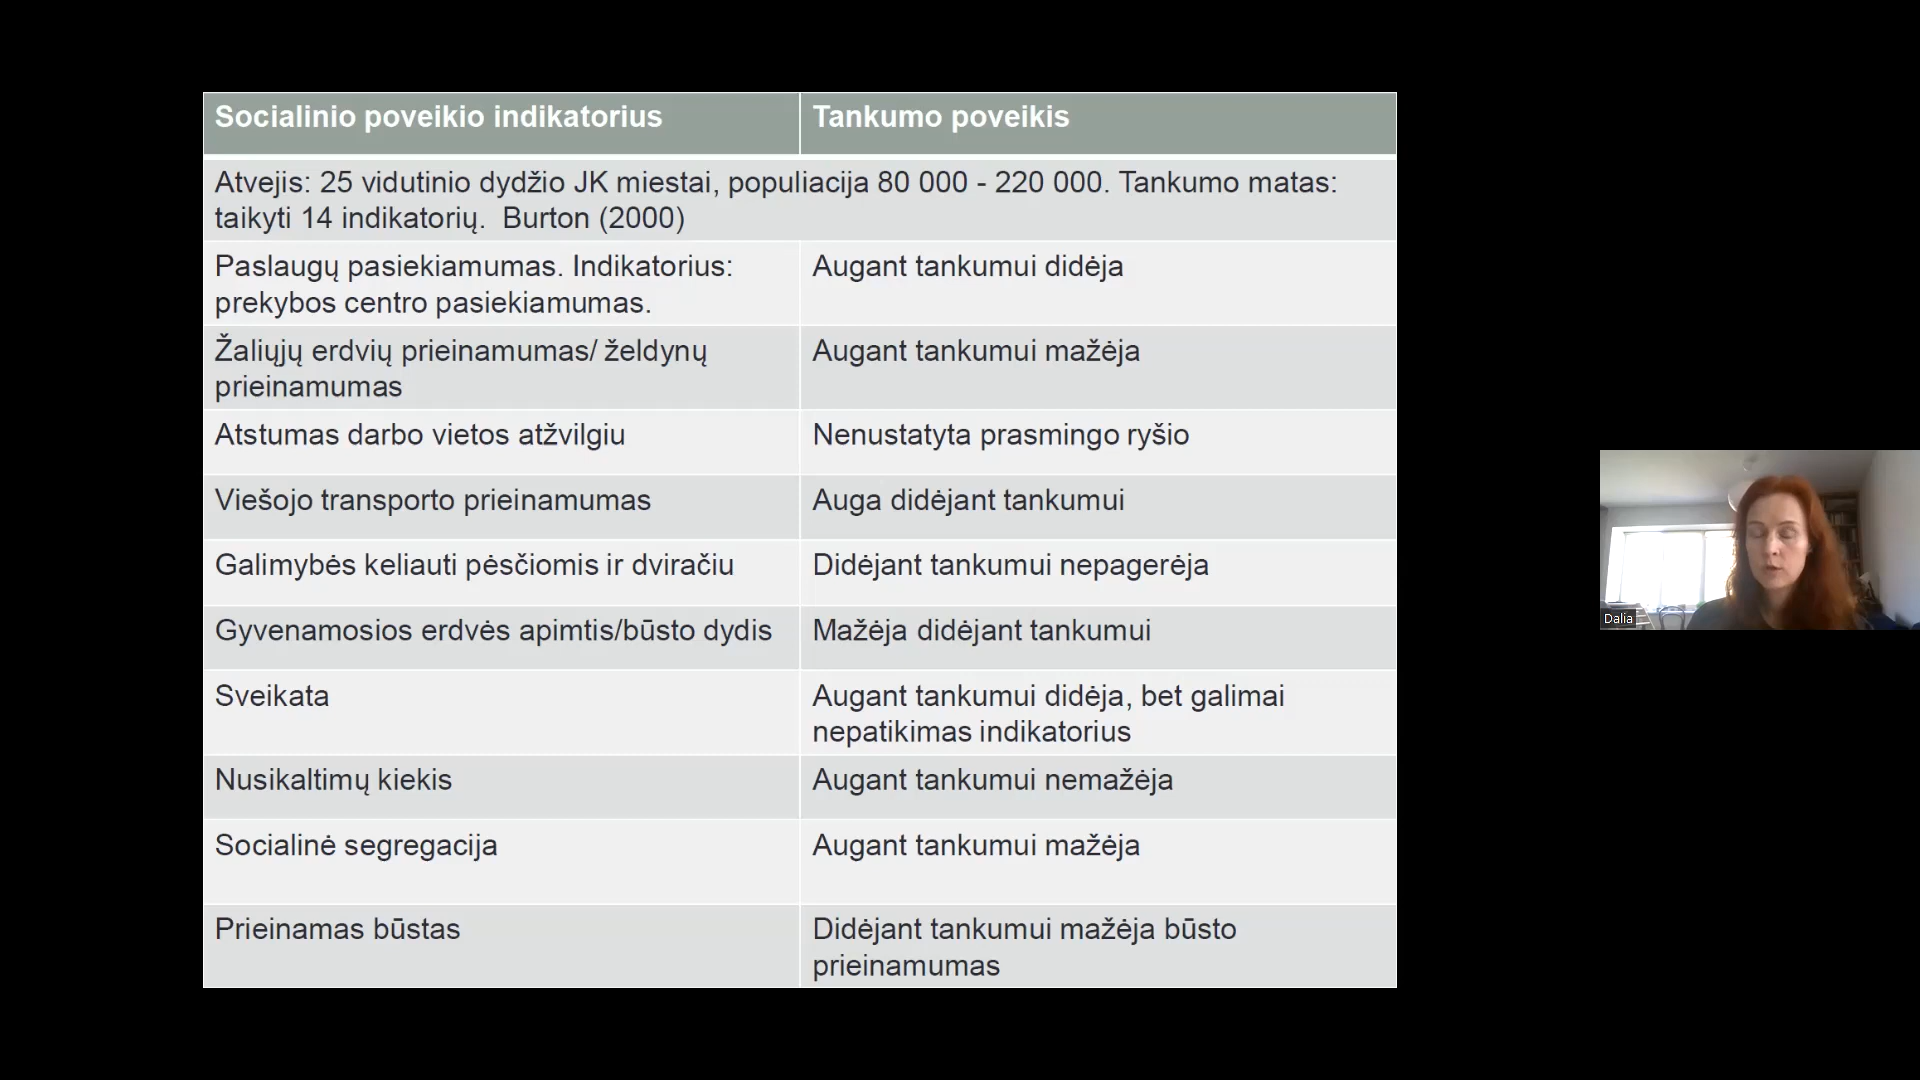 Socialinio poveikio indikatorius
Tankumo poveikis
Atvejis: 25 vidutinio dydžio JK miestai, populiacija 80 000 - 220 000. Tankumo matas:
taikyti 14 indikatorių.  Burton (2000)
Paslaugų pasiekiamumas. Indikatorius:
prekybos centro pasiekiamumas.
Augant tankumui didėja
Žaliųjų erdvių prieinamumas/ želdynų
prieinamumas
Augant tankumui mažėja
Atstumas darbo vietos atžvilgiu
Nenustatyta prasmingo ryšio
Viešojo transporto prieinamumas
Auga didėjant tankumui
Galimybės keliauti pėsčiomis ir dviračiu
Didėjant tankumui nepagerėja
Gyvenamosios erdvės apimtis/būsto dydis
Mažėja didėjant tankumui
Sveikata
Augant tankumui didėja, bet galimai
nepatikimas indikatorius
Nusikaltimų kiekis
Augant tankumui nemažėja
Socialinė segregacija
Augant tankumui mažėja
Prieinamas būstas
Didėjant tankumui mažėja būsto
prieinamumas
Dalia